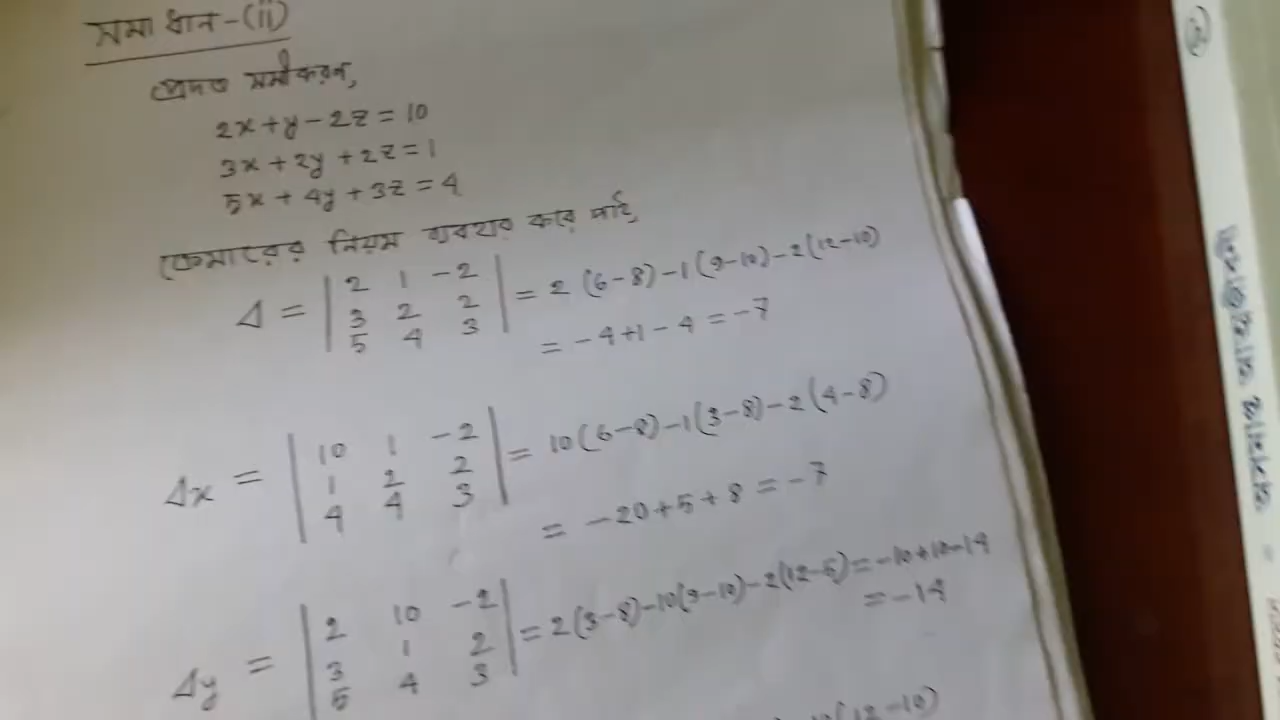 সমাধান-(ii)
প্রদত্ত সমীকরণ,
2x+y-2z=10
3x+2y+2z=1
5x+4y+3z=4
ক্রেমারের নিয়ম ব্যবহার করে পাই,
Δ = | 2 1 -2 | = 2(6-8)-1(9-10)-2(12-10)
| 3 2 2 |
| 5 4 3 | = -4+1-4=-7
Δx = | 10 1 -2 | = 10(6-8)-1(3-8)-2(4-8)
| 1 2 2 |
| 4 4 3 | = -20+5+8=-7
Δy = | 2 10 -2 | = 2(3-8)-10(9-10)-2(12-5)=-10+10-14
| 3 1 2 | =-14
| 5 4 3 |
(12-10)